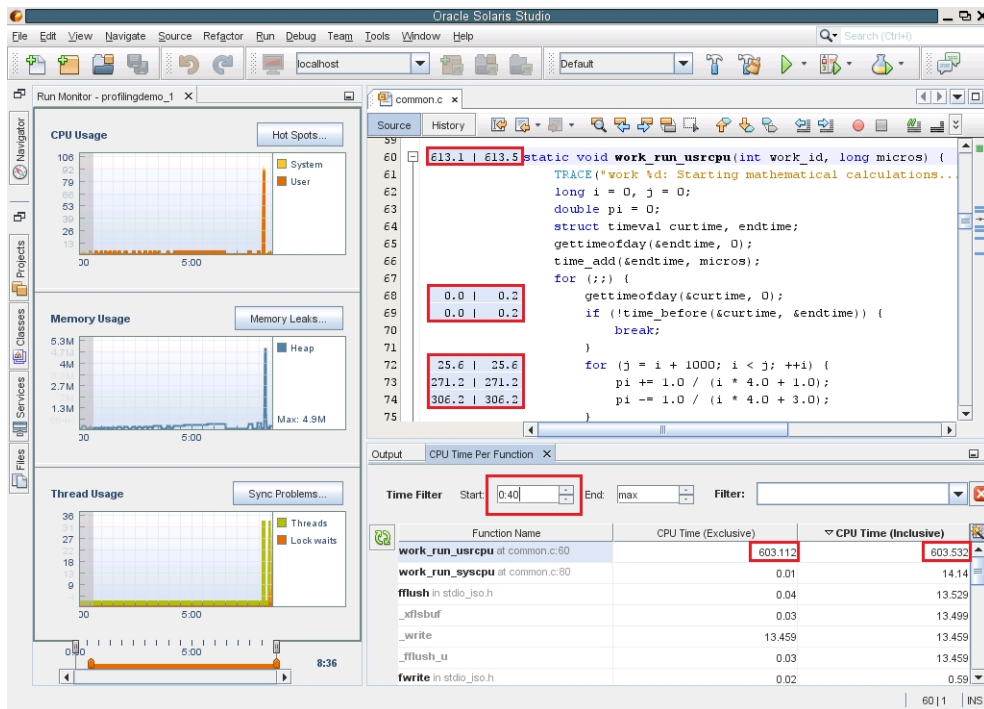 Oracle Solaris Studio
File Edit View Navigate Source Refactor Run Debug Team Tools Window Help
Search (Ctrl+I)
localhost
Default
Run Monitor - profilingdemo_1
common.c
Navigator
Projects
Classes
Services
Files
CPU Usage
Hot Spots...
106
92
79
66
53
39
26
13
System
User
5:00
Memory Usage
Memory Leaks...
5.3M
4.7M
4M
2.7M
1.3M
Heap
Max: 4.9M
5:00
Thread Usage
Sync Problems...
36
31
27
22
18
13
9
4
Threads
Lock waits
5:00
5:00
8:36
Source History
59
60 613.1 | 613.5 static void work_run_usrcpu(int work_id, long micros) {
61 TRACE("work %d: Starting mathematical calculations...
62 long i = 0, j = 0;
63 double pi = 0;
64 struct timeval curtime, endtime;
65 gettimeofday(&endtime, 0);
66 time_add(&endtime, micros);
67 for (;;) {
68 0.0 | 0.2 gettimeofday(&curtime, 0);
69 0.0 | 0.2 if (!time_before(&curtime, &endtime)) {
70 break;
71 }
72 25.6 | 25.6 for (j = i + 1000; i < j; ++i) {
73 271.2 | 271.2 pi += 1.0 / (i * 4.0 + 1.0);
74 306.2 | 306.2 pi -= 1.0 / (i * 4.0 + 3.0);
75 }
Output CPU Time Per Function
Time Filter Start: 0:40 End: max Filter:
Function Name CPU Time (Exclusive) CPU Time (Inclusive)
work_run_usrcpu at common.c:60 603.112 603.532
work_run_syscpu at common.c:80 0.01 14.14
fflush in stdio_iso.h 0.04 13.529
_xflsbuf 0.03 13.499
_write 13.459 13.459
_fflush_u 0.03 13.459
fwrite in stdio_iso.h 0.02 0.59
60|1 INS